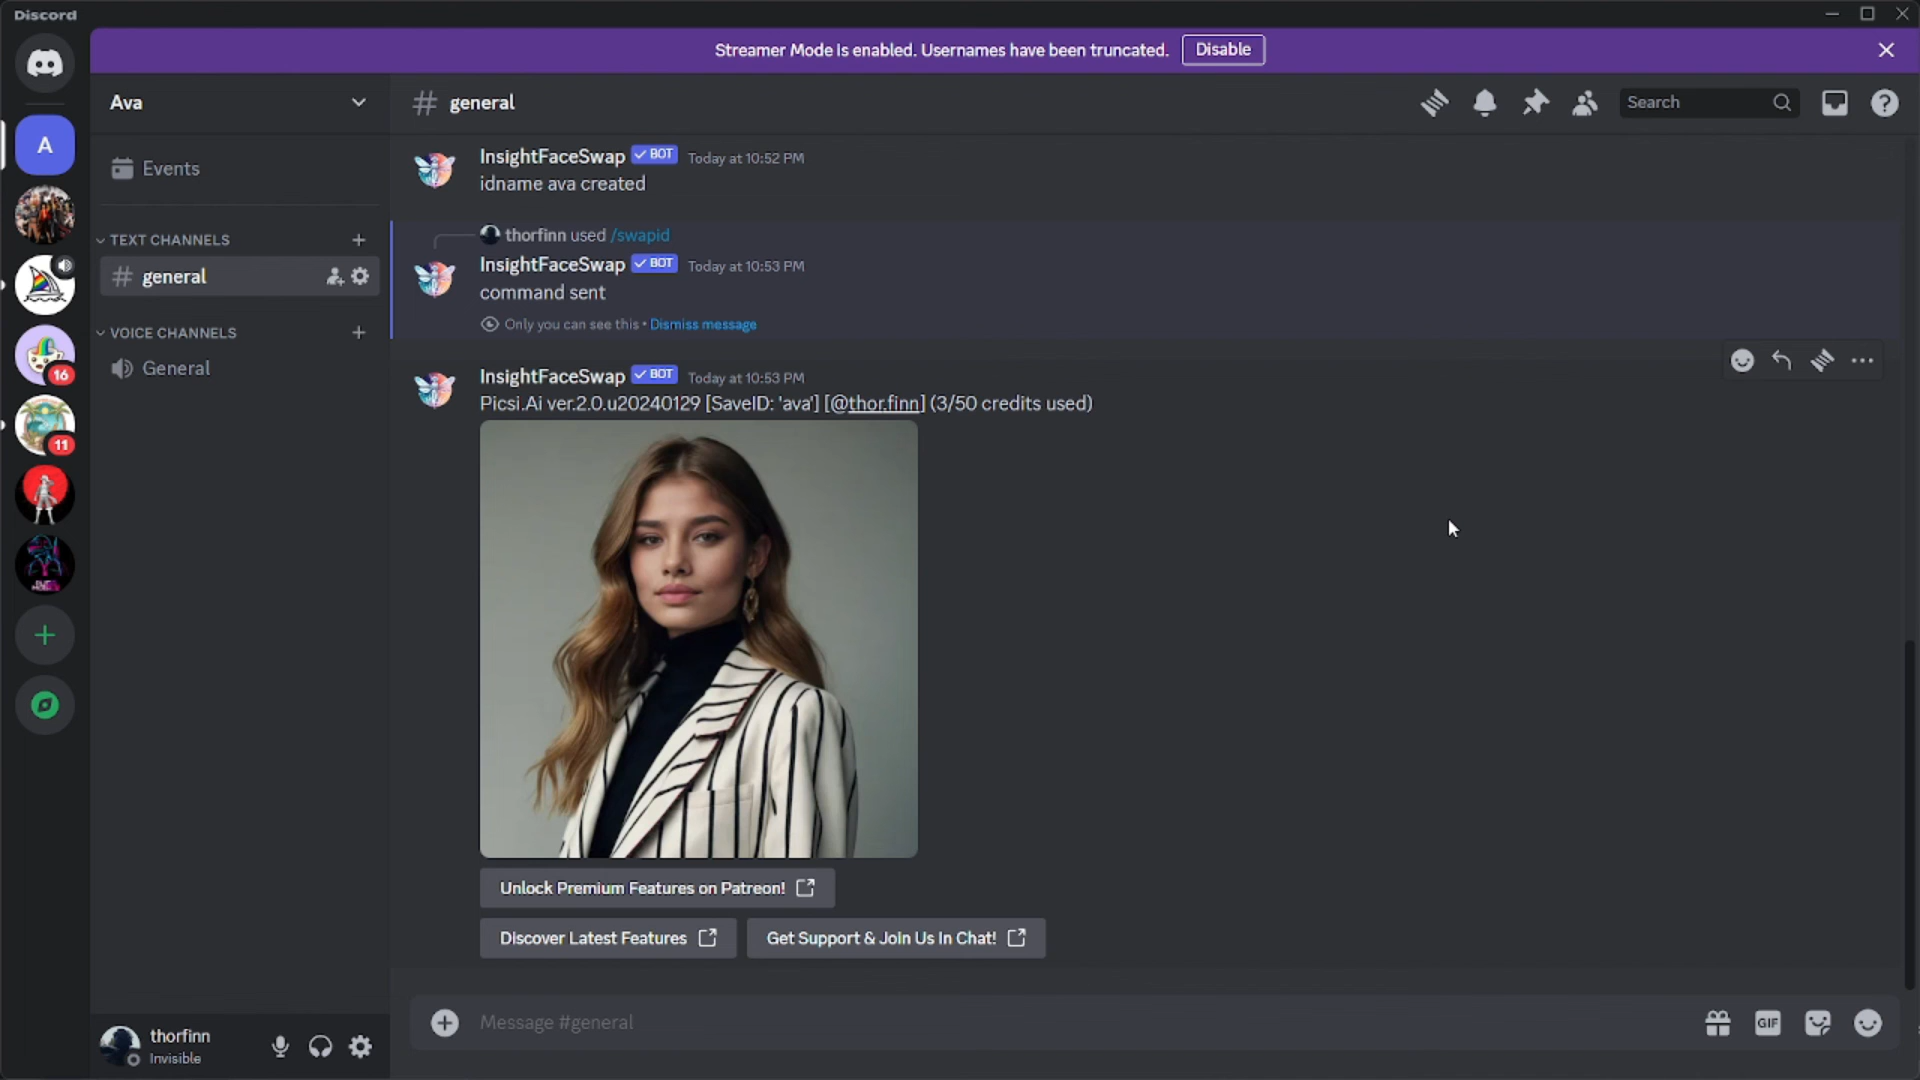 Discord
Streamer Mode is enabled. Usernames have been truncated.
Disable
Ava
general
Search
A
Events
TEXT CHANNELS
general
VOICE CHANNELS
General
16
11
InsightFaceSwap ✓ BOT Today at 10:52 PM
idname ava created
thorfinn used /swapid
InsightFaceSwap ✓ BOT Today at 10:53 PM
command sent
Only you can see this • Dismiss message
InsightFaceSwap ✓ BOT Today at 10:53 PM
Picsi.Ai ver.2.0.u20240129 [SaveID: 'ava'] [@thor.finn] (3/50 credits used)
Unlock Premium Features on Patreon!
Discover Latest Features
Get Support & Join Us In Chat!
Message #general
GIF
thorfinn
Invisible